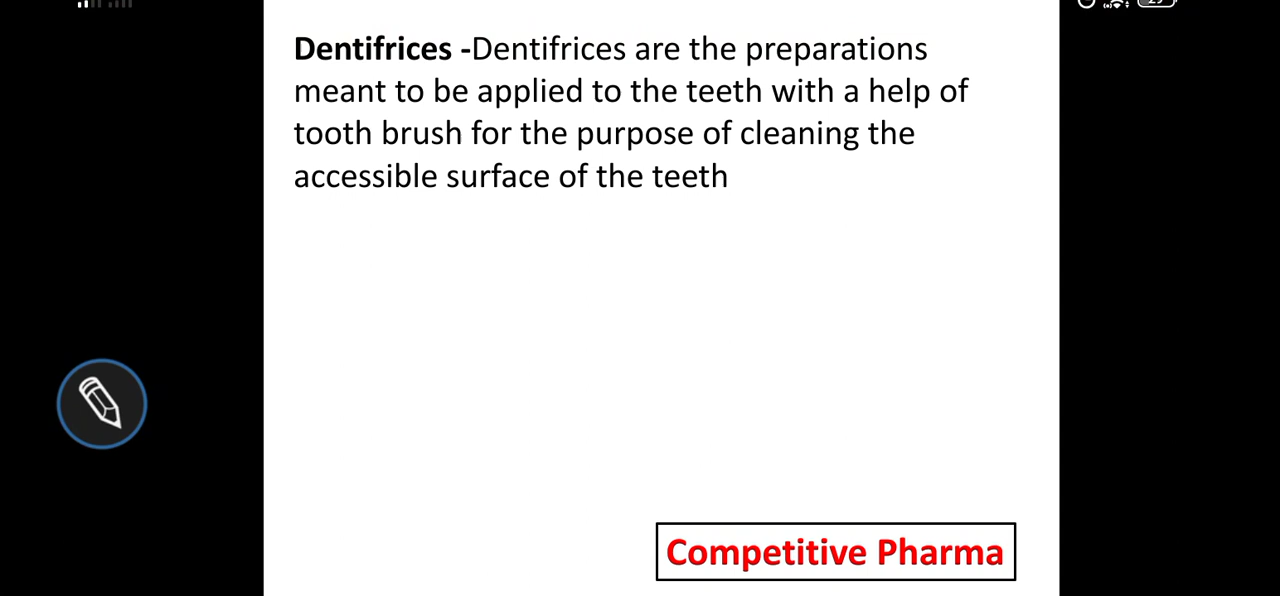 Dentifrices -Dentifrices are the preparations
meant to be applied to the teeth with a help of
tooth brush for the purpose of cleaning the
accessible surface of the teeth
Competitive Pharma